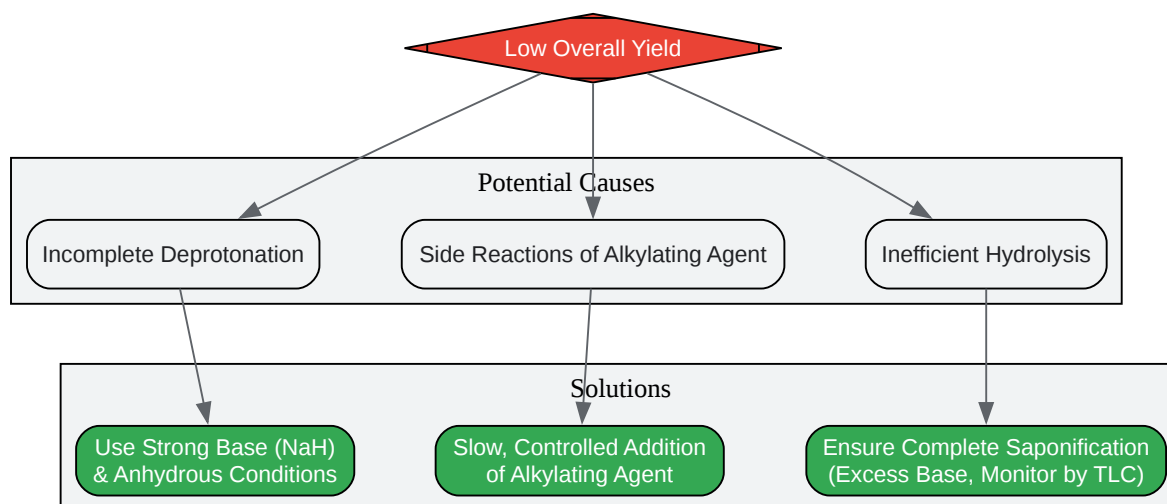 Low Overall Yield
Potential Causes
Incomplete Deprotonation
Side Reactions of Alkylating Agent
Inefficient Hydrolysis
Solutions
Use Strong Base (NaH)
& Anhydrous Conditions
Slow, Controlled Addition
of Alkylating Agent
Ensure Complete Saponification
(Excess Base, Monitor by TLC)